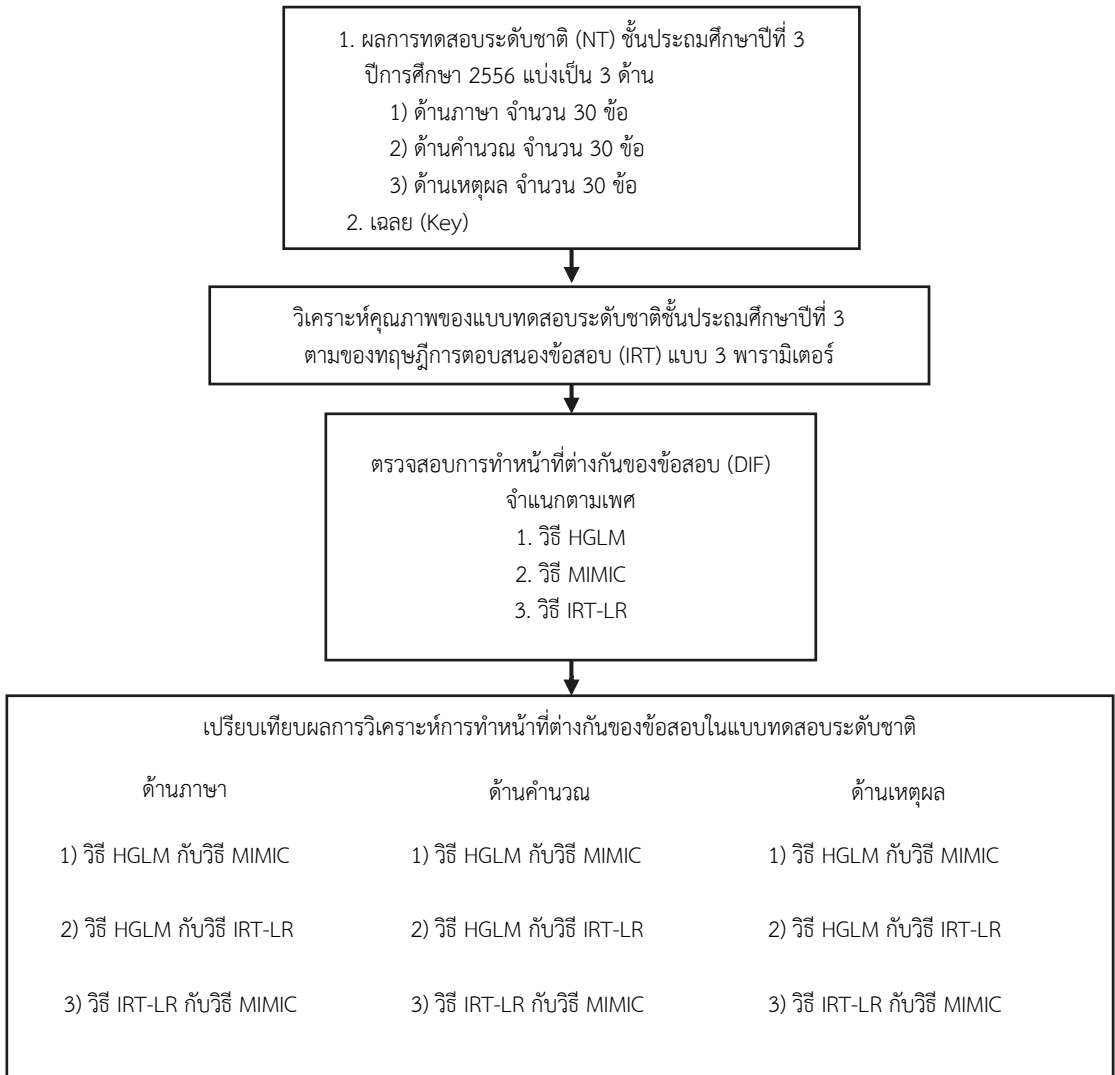 1. ผลการทดสอบระดับชาติ (NT) ชั้นประถมศึกษาปีที่ 3
ปีการศึกษา 2556 แบ่งเป็น 3 ด้าน
1) ด้านภาษา จำนวน 30 ข้อ
2) ด้านคำนวณ จำนวน 30 ข้อ
3) ด้านเหตุผล จำนวน 30 ข้อ
2. เฉลย (Key)
วิเคราะห์คุณภาพของแบบทดสอบระดับชาติชั้นประถมศึกษาปีที่ 3
ตามของทฤษฎีการตอบสนองข้อสอบ (IRT) แบบ 3 พารามิเตอร์
ตรวจสอบการทำหน้าที่ต่างกันของข้อสอบ (DIF)
จำแนกตามเพศ
1. วิธี HGLM
2. วิธี MIMIC
3. วิธี IRT-LR
เปรียบเทียบผลการวิเคราะห์การทำหน้าที่ต่างกันของข้อสอบในแบบทดสอบระดับชาติ
ด้านภาษา ด้านคำนวณ ด้านเหตุผล
1) วิธี HGLM กับวิธี MIMIC 1) วิธี HGLM กับวิธี MIMIC 1) วิธี HGLM กับวิธี MIMIC
2) วิธี HGLM กับวิธี IRT-LR 2) วิธี HGLM กับวิธี IRT-LR 2) วิธี HGLM กับวิธี IRT-LR
3) วิธี IRT-LR กับวิธี MIMIC 3) วิธี IRT-LR กับวิธี MIMIC 3) วิธี IRT-LR กับวิธี MIMIC